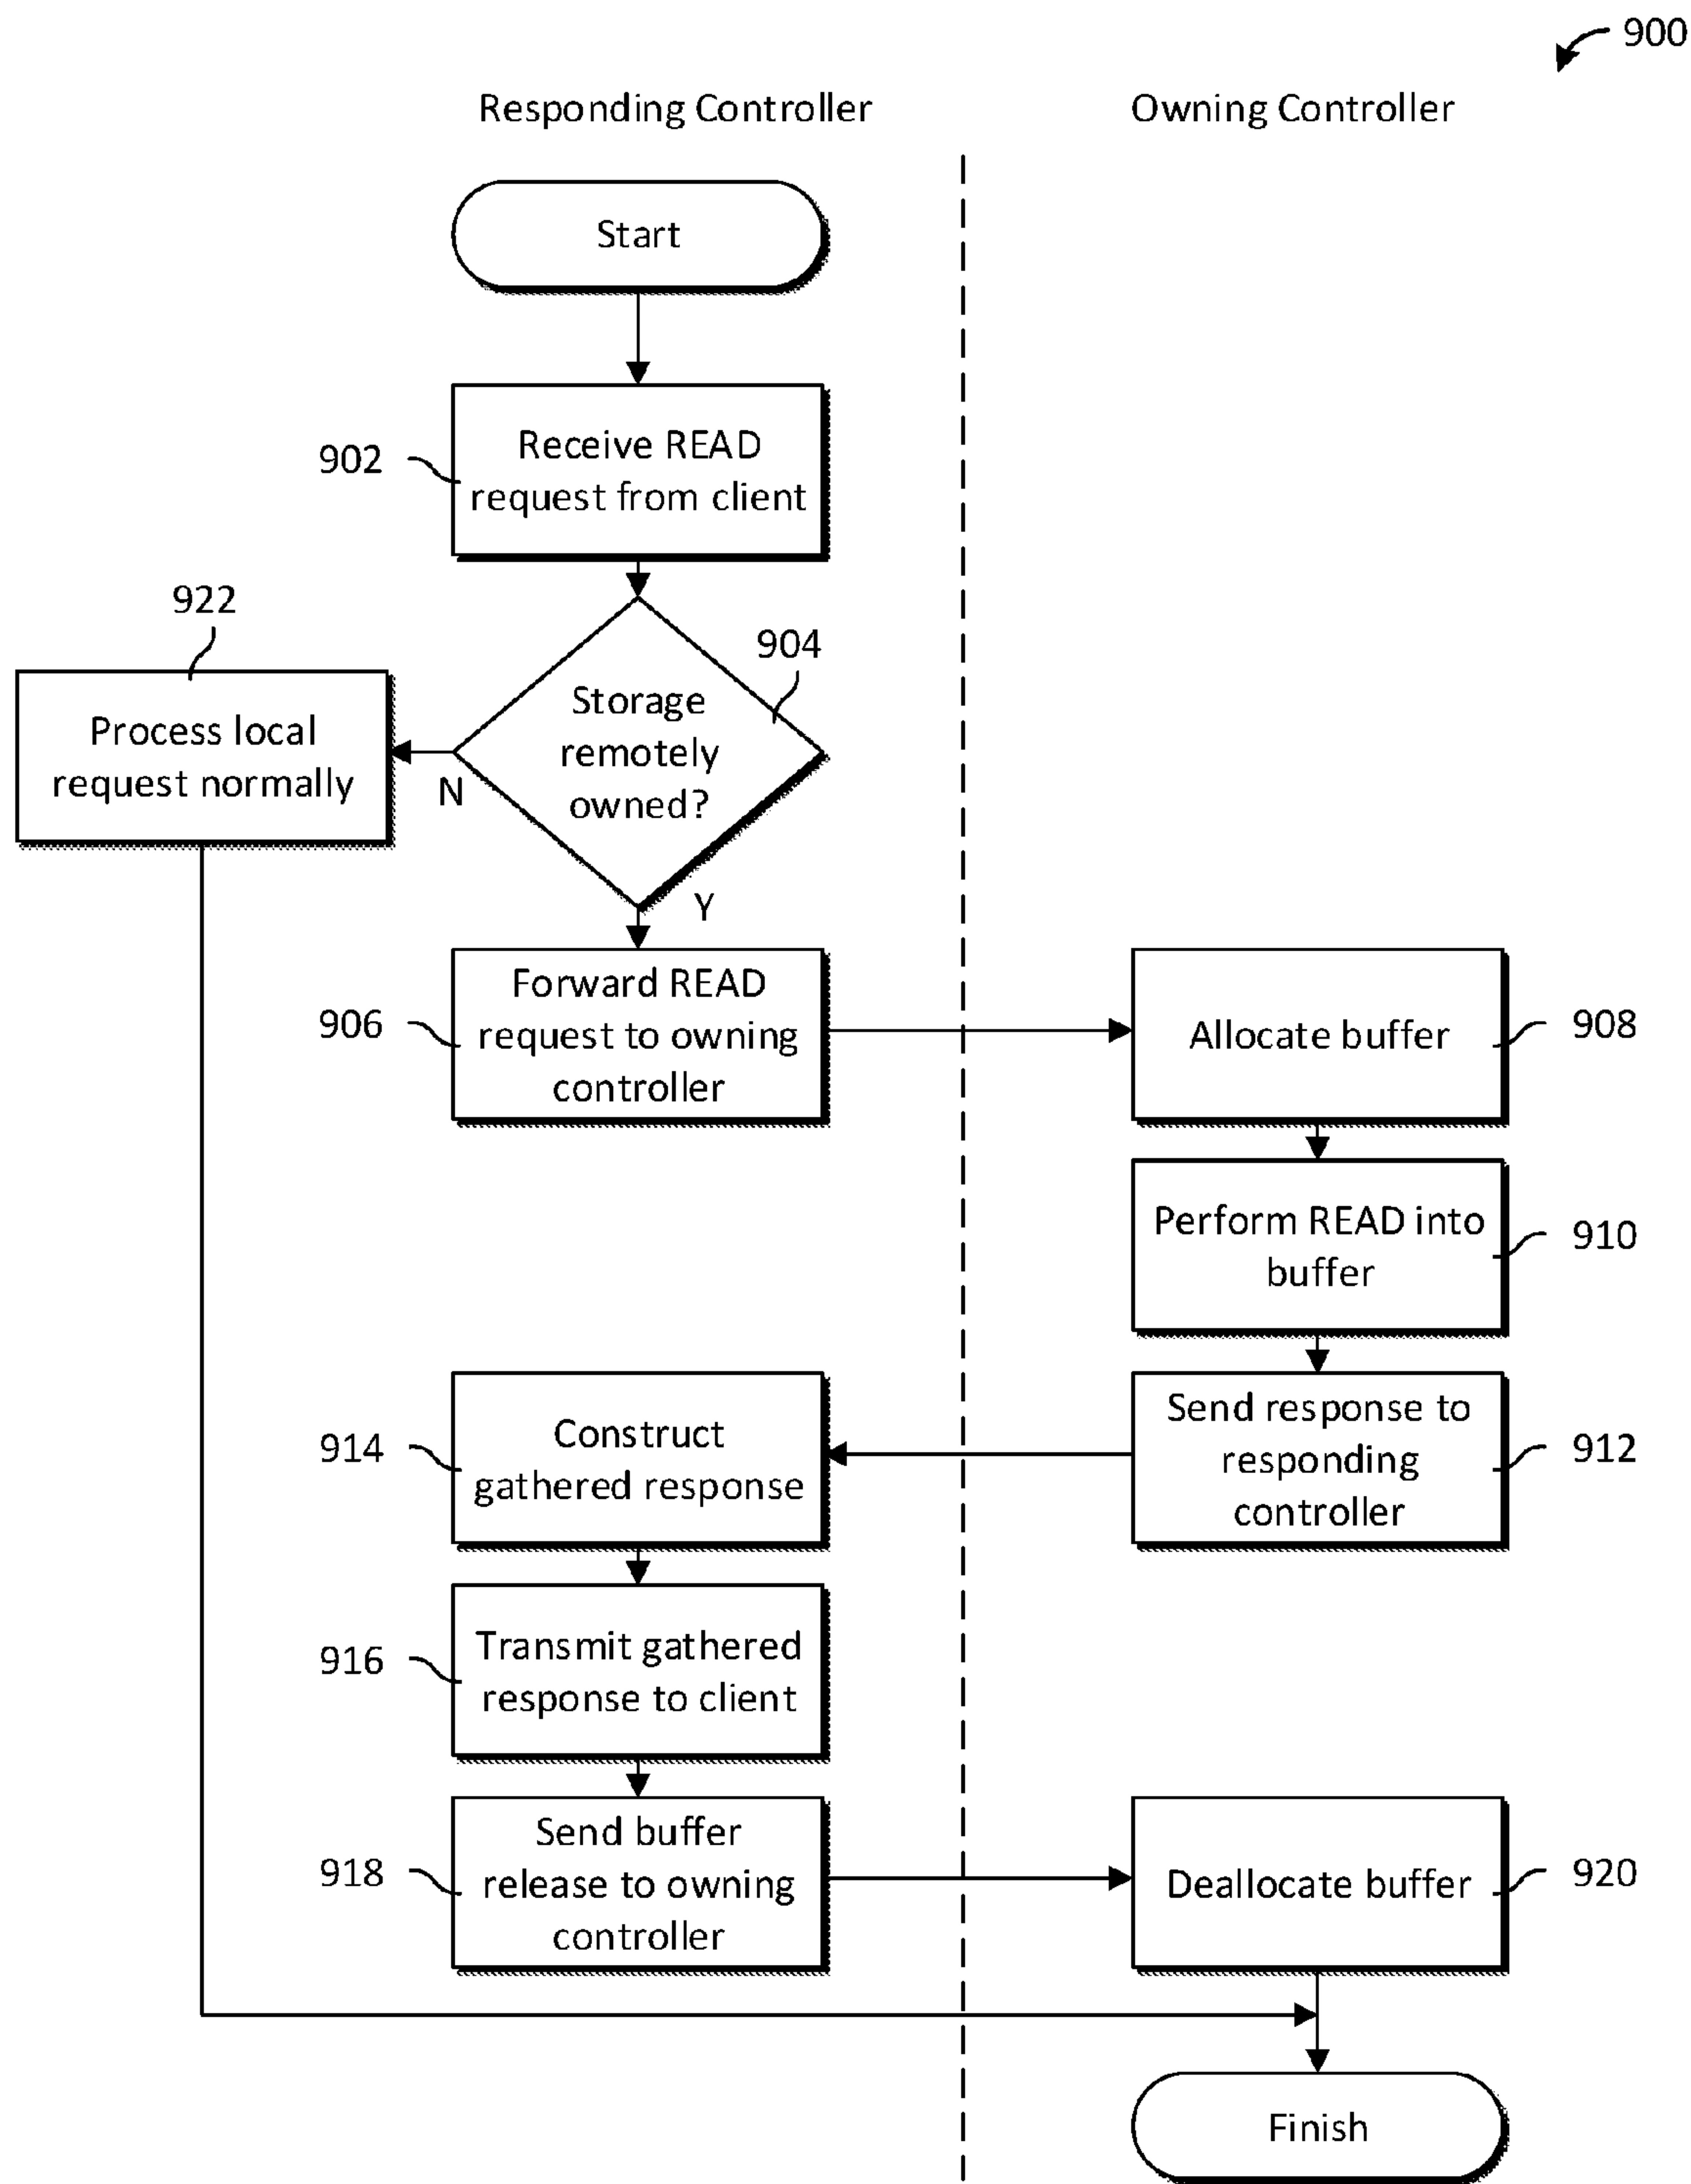 900
Responding Controller
Owning Controller
Start
902
Receive READ
request from client
922
904
Process local
request normally
Storage
remotely
owned?
N
Y
906
Forward READ
request to owning
controller
Allocate buffer
908
Perform READ into
buffer
910
914
Construct
gathered response
Send response to
responding
controller
912
916
Transmit gathered
response to client
918
Send buffer
release to owning
controller
Deallocate buffer
920
Finish